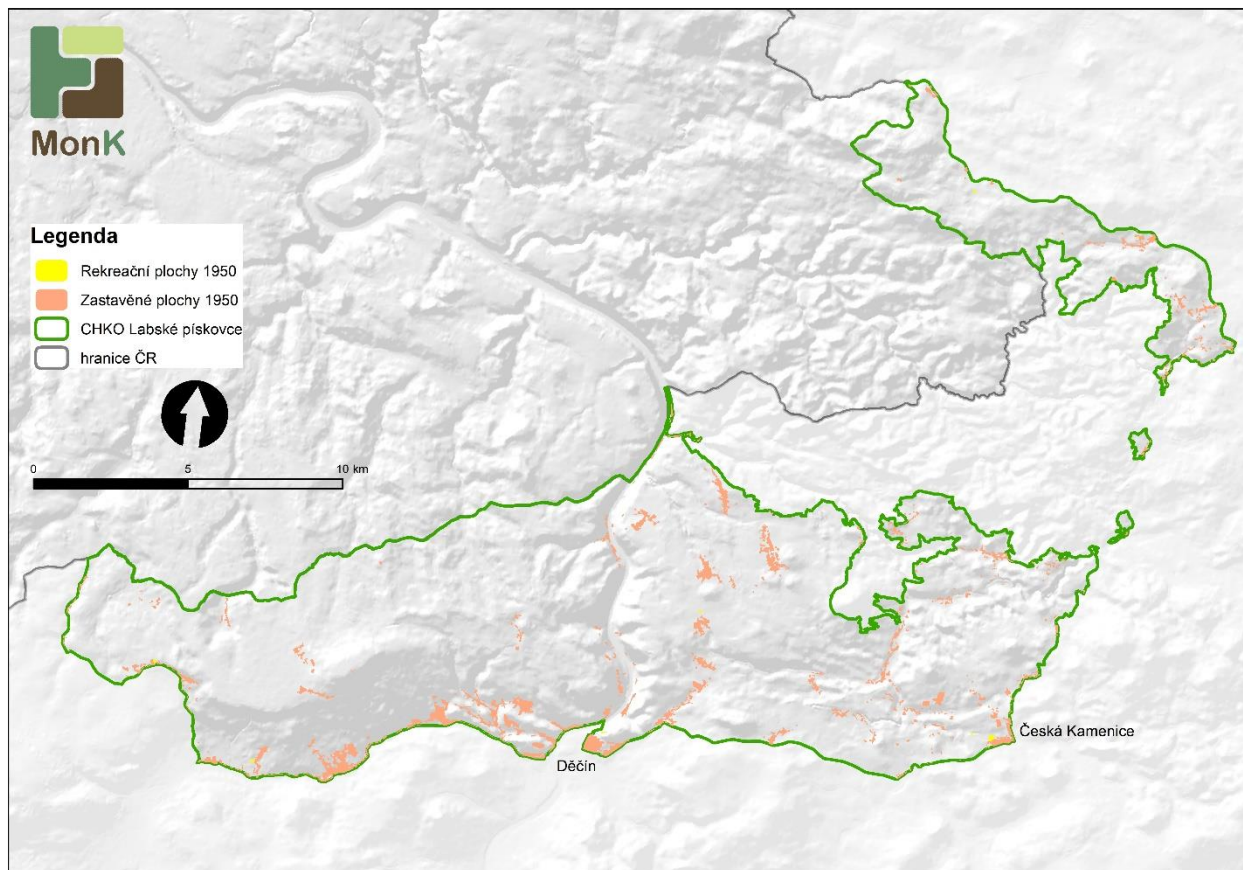 MonK
Legenda
Rekreační plochy 1950
Zastavěné plochy 1950
CHKO Labské pískovce
hranice ČR
0 5 10 km
Česká Kamenice
Děčín